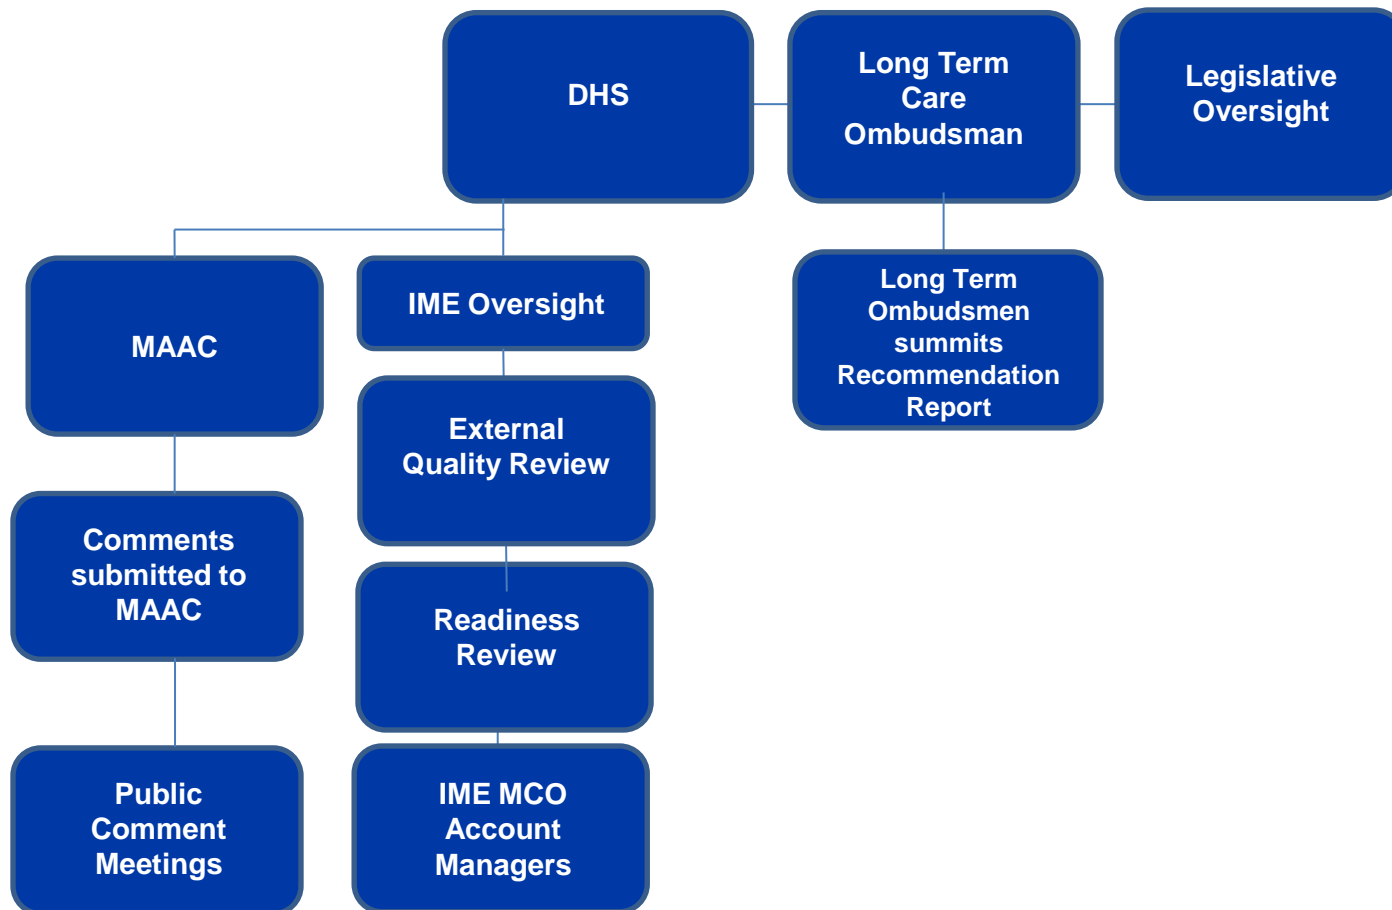 DHS
Long Term
Care
Ombudsman
Legislative
Oversight
MAAC
IME Oversight
Long Term
Ombudsmen
summits
Recommendation
Report
External
Quality Review
Comments
submitted to
MAAC
Readiness
Review
Public
Comment
Meetings
IME MCO
Account
Managers